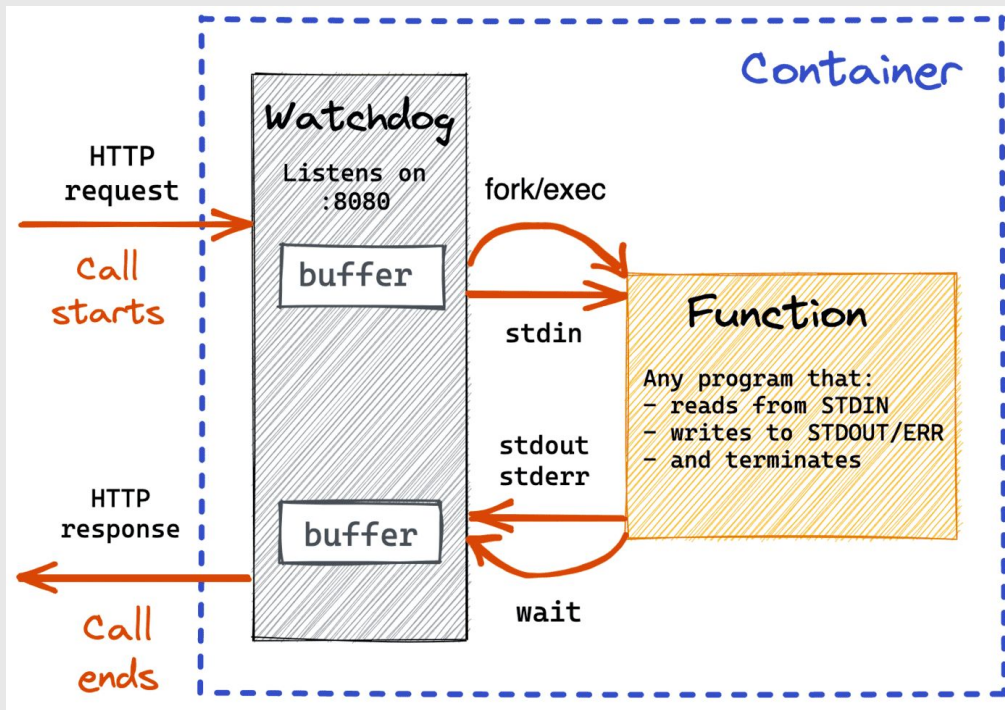 Container
Watchdog
Listens on
:8080
HTTP
request
Call
starts
buffer
fork/exec
stdin
Function
Any program that:
- reads from STDIN
- writes to STDOUT/ERR
- and terminates
stdout
stderr
HTTP
response
buffer
wait
Call
ends